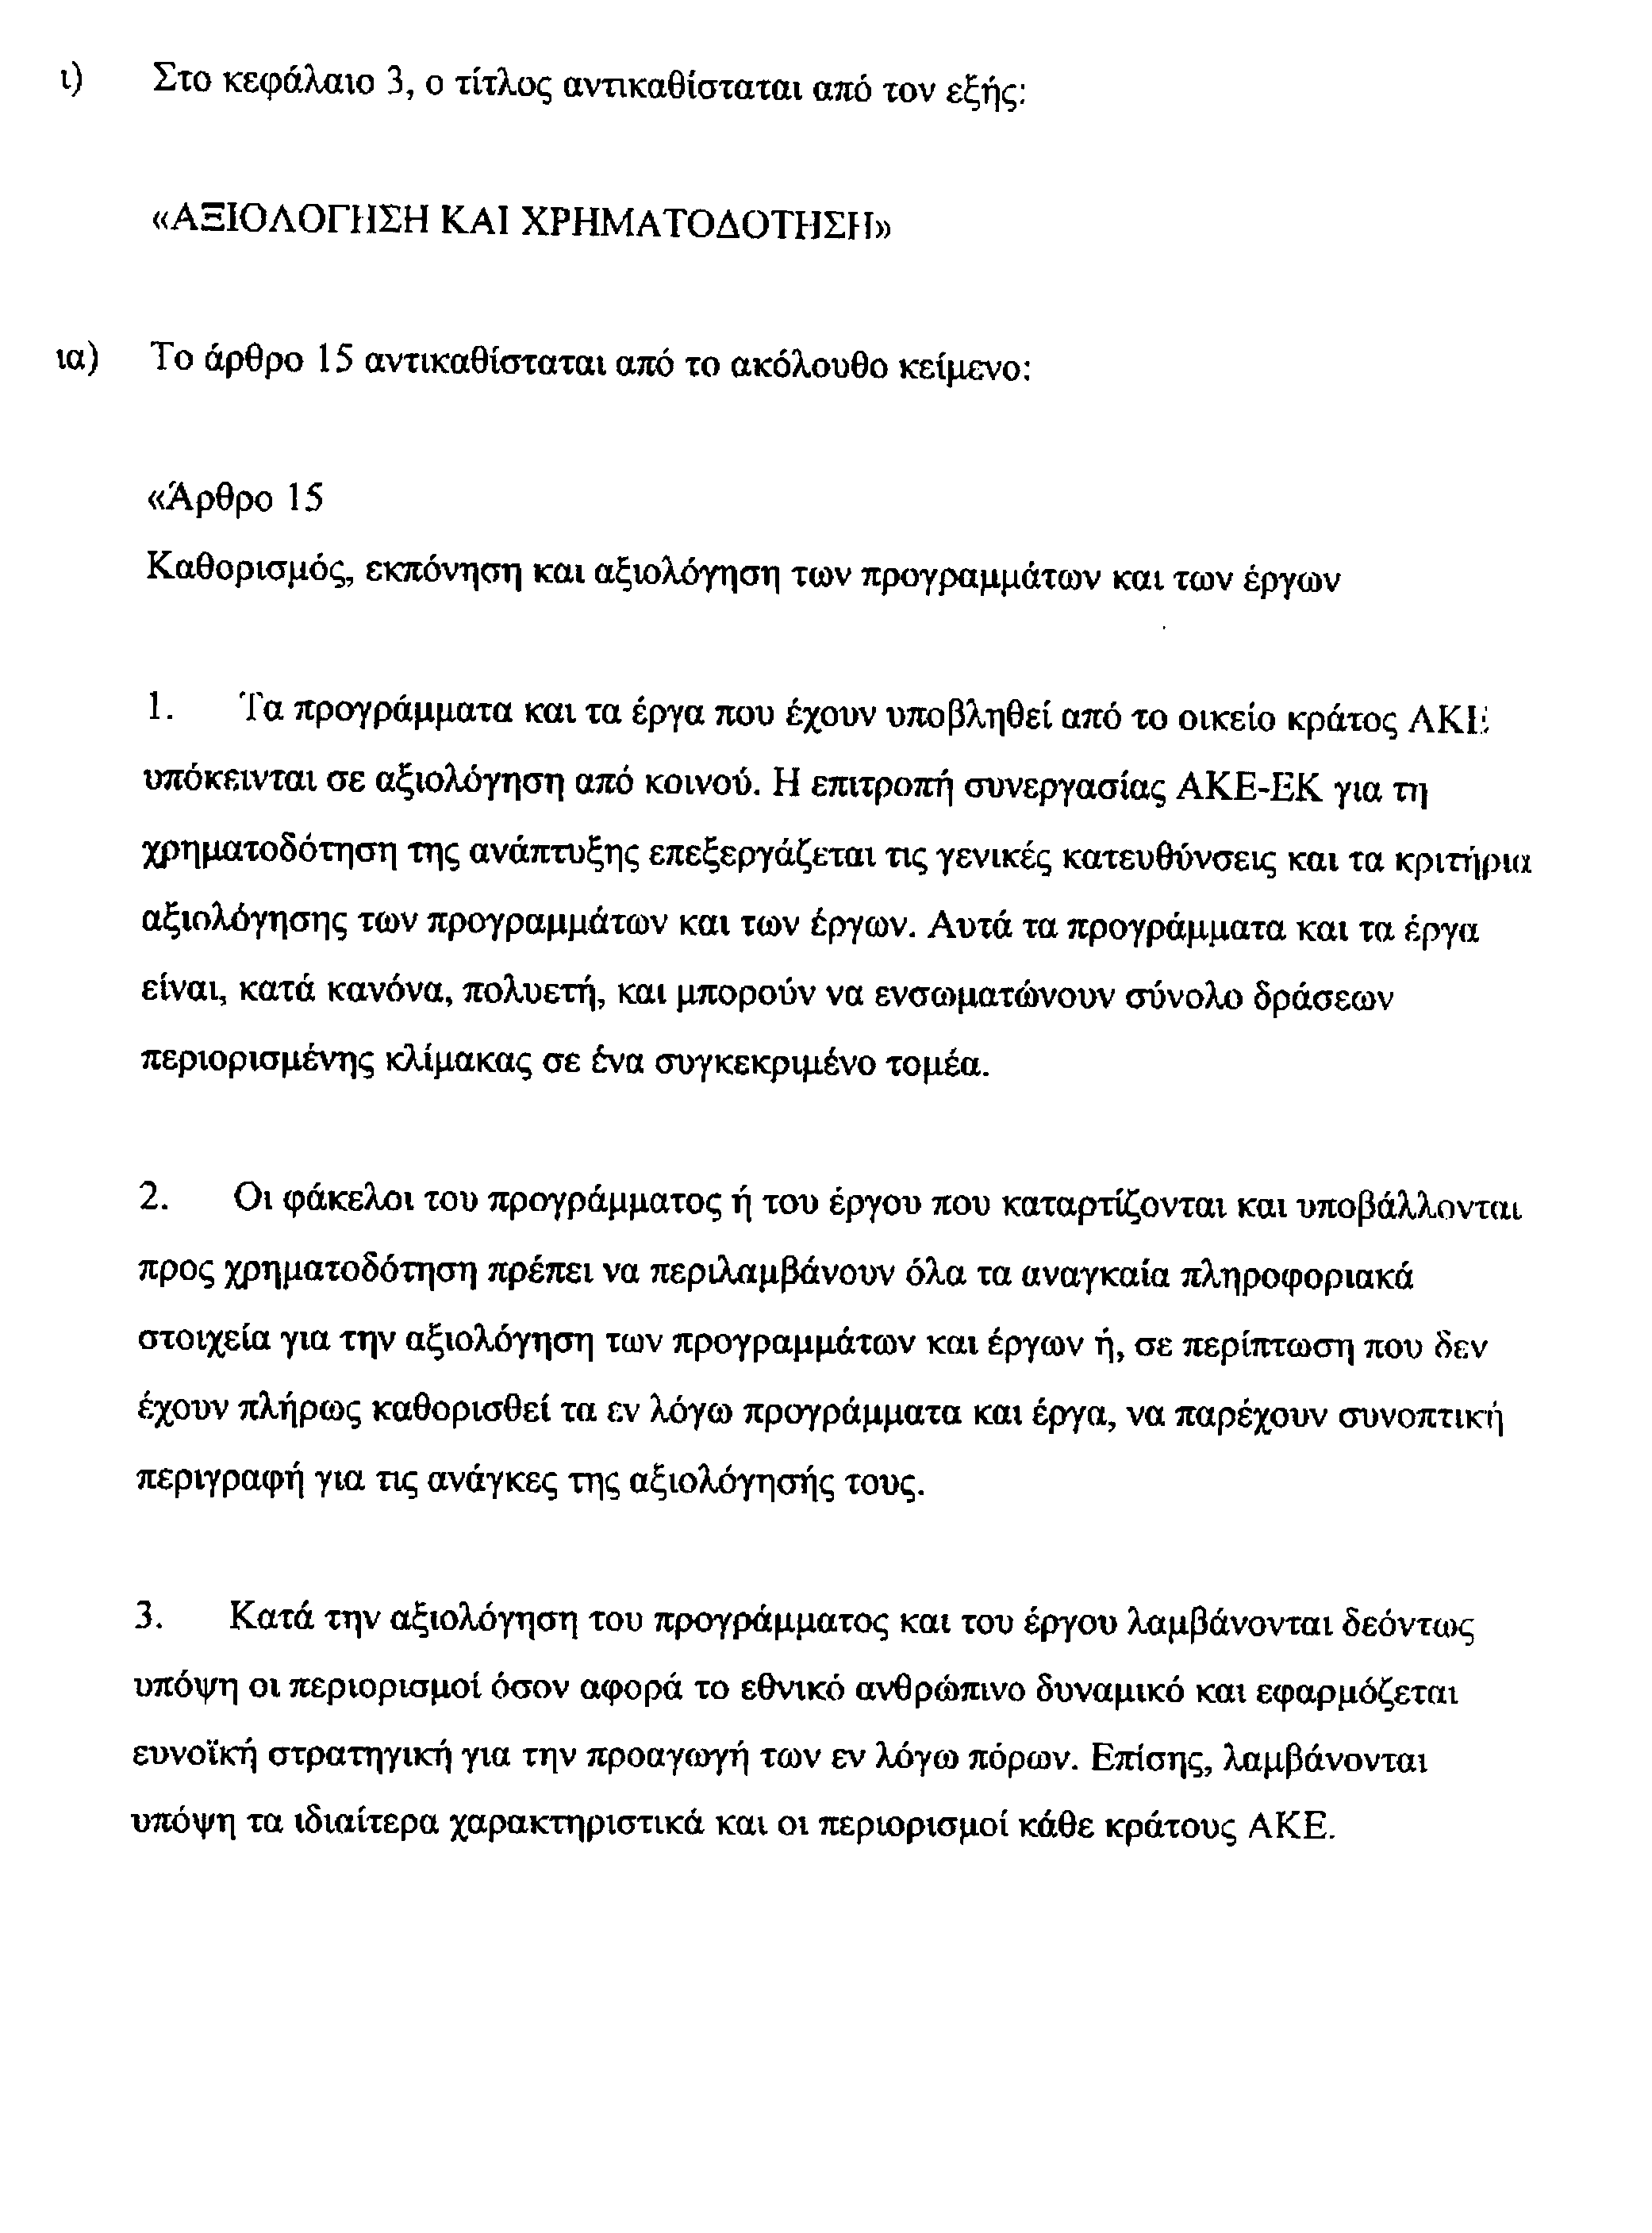 ι) Στο κεφάλαιο 3, ο τίτλος αντικαθίσταται από τον εξής:
«ΑΞΙΟΛΟΓΗΣΗ ΚΑΙ ΧΡΗΜΑΤΟΔΟΤΗΣΗ»
ια) Το άρθρο 15 αντικαθίσταται από το ακόλουθο κείμενο:
«Άρθρο 15
Καθορισμός, εκπόνηση και αξιολόγηση των προγραμμάτων και των έργων
1. Τα προγράμματα και τα έργα που έχουν υποβληθεί από το οικείο κράτος ΑΚΕ
υπόκεινται σε αξιολόγηση από κοινού. Η επιτροπή συνεργασίας ΑΚΕ-ΕΚ για τη
χρηματοδότηση της ανάπτυξης επεξεργάζεται τις γενικές κατευθύνσεις και τα κριτήρια
αξιολόγησης των προγραμμάτων και των έργων. Αυτά τα προγράμματα και τα έργα
είναι, κατά κανόνα, πολυετή, και μπορούν να ενσωματώνουν σύνολο δράσεων
περιορισμένης κλίμακας σε ένα συγκεκριμένο τομέα.
2. Οι φάκελοι του προγράμματος ή του έργου που καταρτίζονται και υποβάλλονται
προς χρηματοδότηση πρέπει να περιλαμβάνουν όλα τα αναγκαία πληροφοριακά
στοιχεία για την αξιολόγηση των προγραμμάτων και έργων ή, σε περίπτωση που δεν
έχουν πλήρως καθορισθεί τα εν λόγω προγράμματα και έργα, να παρέχουν συνοπτική
περιγραφή για τις ανάγκες της αξιολόγησής τους.
3. Κατά την αξιολόγηση του προγράμματος και του έργου λαμβάνονται δεόντως
υπόψη οι περιορισμοί όσον αφορά το εθνικό ανθρώπινο δυναμικό και εφαρμόζεται
ευνοϊκή στρατηγική για την προαγωγή των εν λόγω πόρων. Επίσης, λαμβάνονται
υπόψη τα ιδιαίτερα χαρακτηριστικά και οι περιορισμοί κάθε κράτους ΑΚΕ.